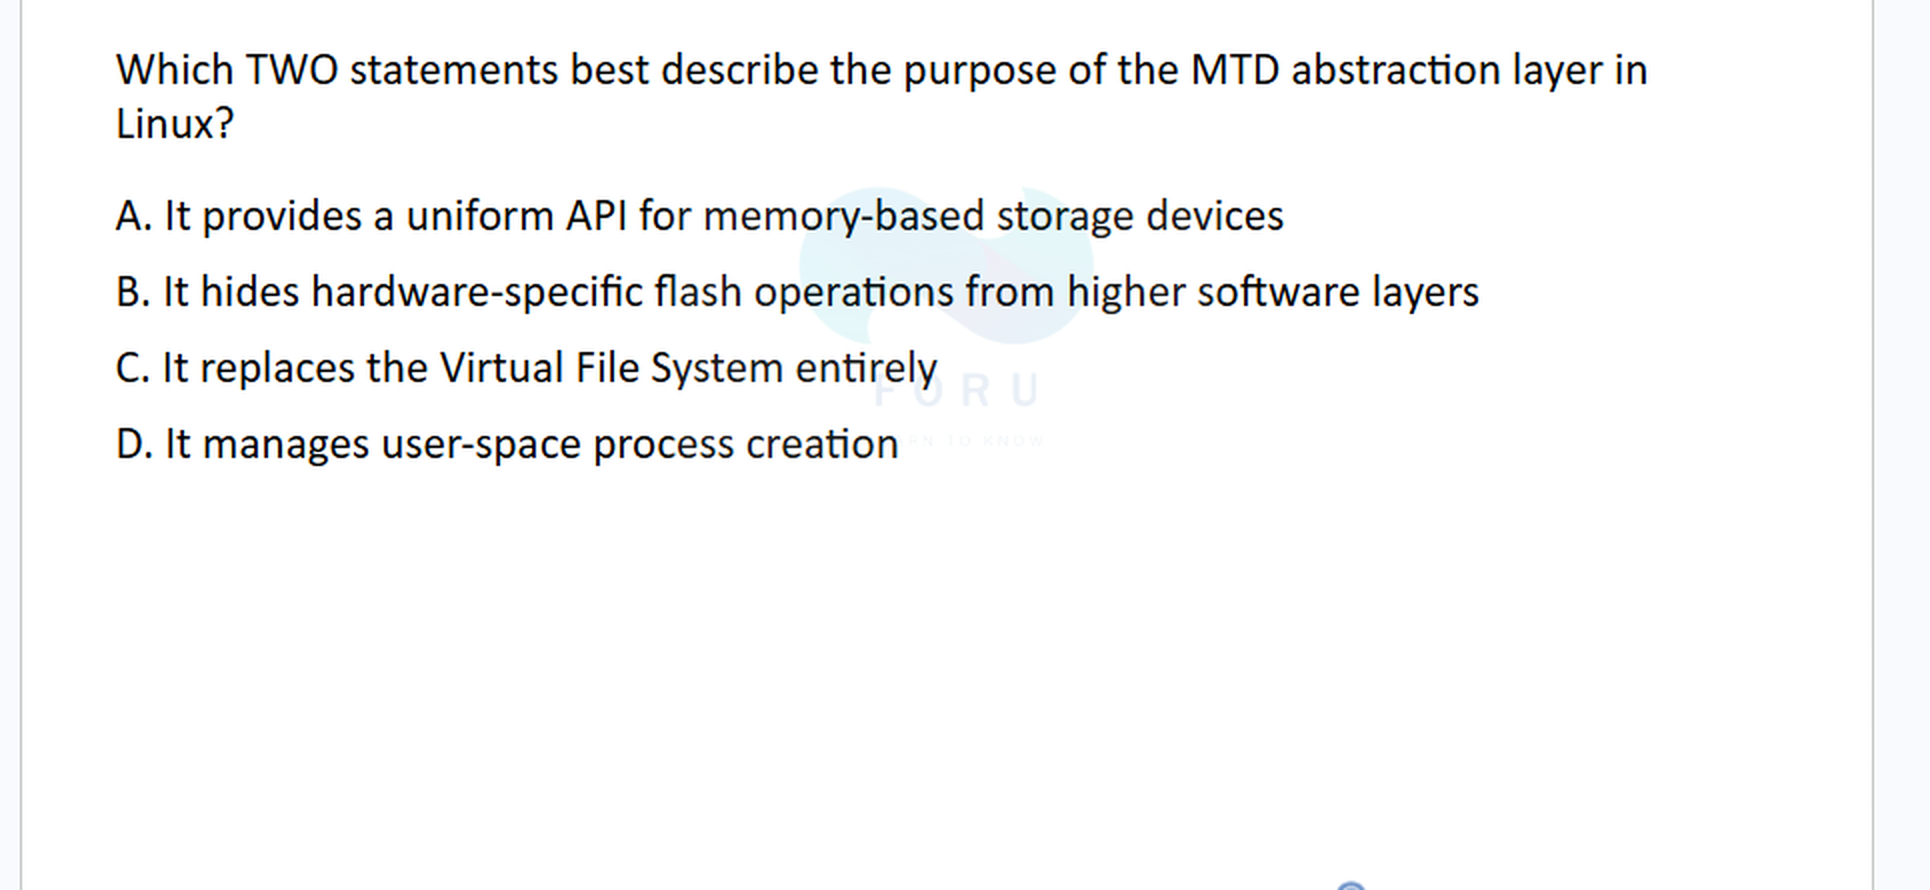 Which TWO statements best describe the purpose of the MTD abstraction layer in
Linux?
A. It provides a uniform API for memory-based storage devices
B. It hides hardware-specific flash operations from higher software layers
C. It replaces the Virtual File System entirely
FORU
D. It manages user-space process creation
TO KNOW